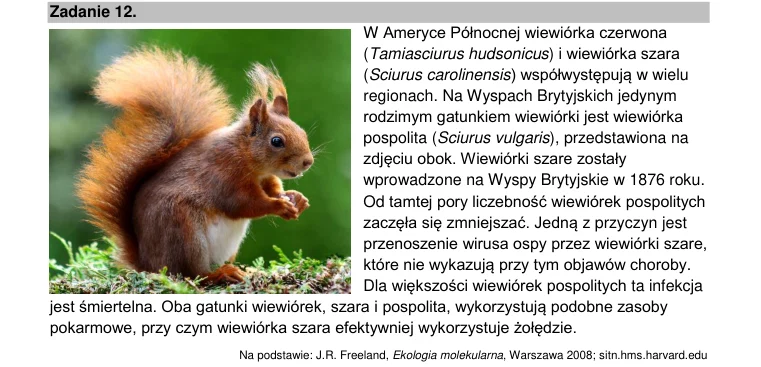 Zadanie 12.
W Ameryce Północnej wiewiórka czerwona
(Tamiasciurus hudsonicus) i wiewiórka szara
(Sciurus carolinensis) współwystępują w wielu
regionach. Na Wyspach Brytyjskich jedynym
rodzimym gatunkiem wiewiórki jest wiewiórka
pospolita (Sciurus vulgaris), przedstawiona na
zdjęciu obok. Wiewiórki szare zostały
wprowadzone na Wyspy Brytyjskie w 1876 roku.
Od tamtej pory liczebność wiewiórek pospolitych
zaczęła się zmniejszać. Jedną z przyczyn jest
przenoszenie wirusa ospy przez wiewiórki szare,
które nie wykazują przy tym objawów choroby.
Dla większości wiewiórek pospolitych ta infekcja
jest śmiertelna. Oba gatunki wiewiórek, szara i pospolita, wykorzystują podobne zasoby
pokarmowe, przy czym wiewiórka szara efektywniej wykorzystuje żołędzie.
Na podstawie: J.R. Freeland, Ekologia molekularna, Warszawa 2008; sitn.hms.harvard.edu